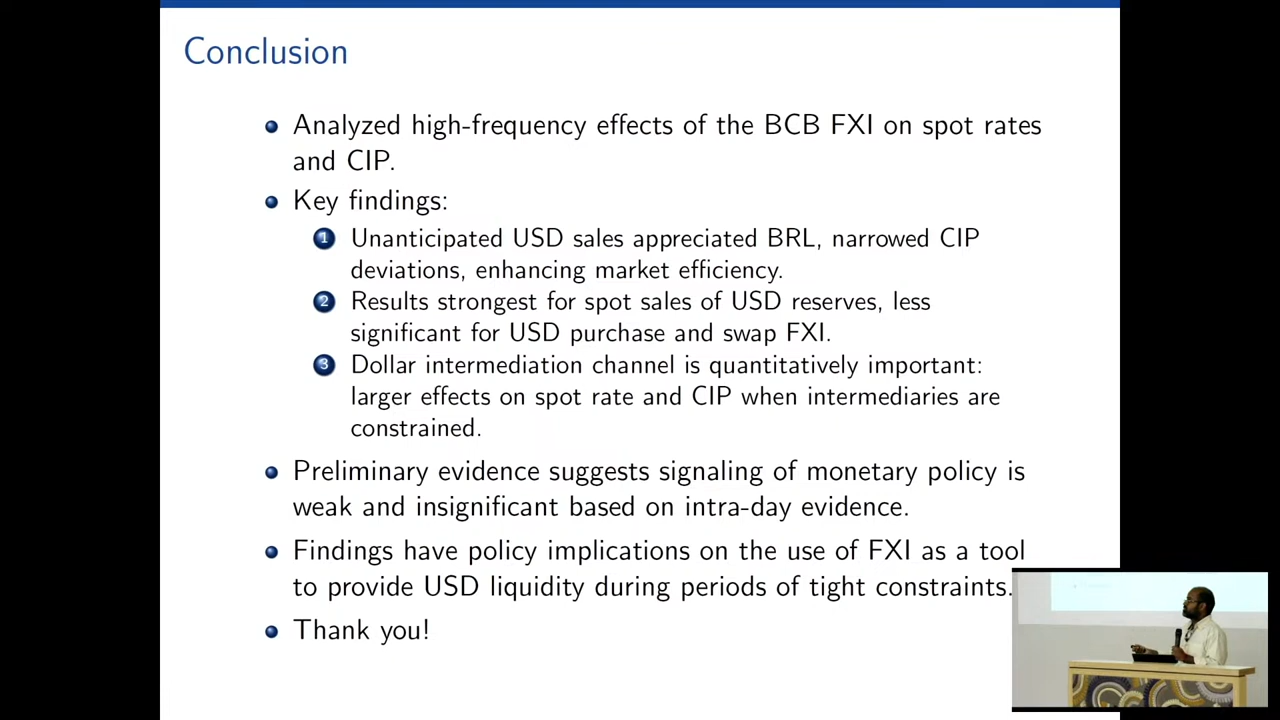 Conclusion
Analyzed high-frequency effects of the BCB FXI on spot rates
and CIP.
Key findings:
1 Unanticipated USD sales appreciated BRL, narrowed CIP
deviations, enhancing market efficiency.
2 Results strongest for spot sales of USD reserves, less
significant for USD purchase and swap FXI.
3 Dollar intermediation channel is quantitatively important:
larger effects on spot rate and CIP when intermediaries are
constrained.
Preliminary evidence suggests signaling of monetary policy is
weak and insignificant based on intra-day evidence.
Findings have policy implications on the use of FXI as a tool
to provide USD liquidity during periods of tight constraints.
Thank you!